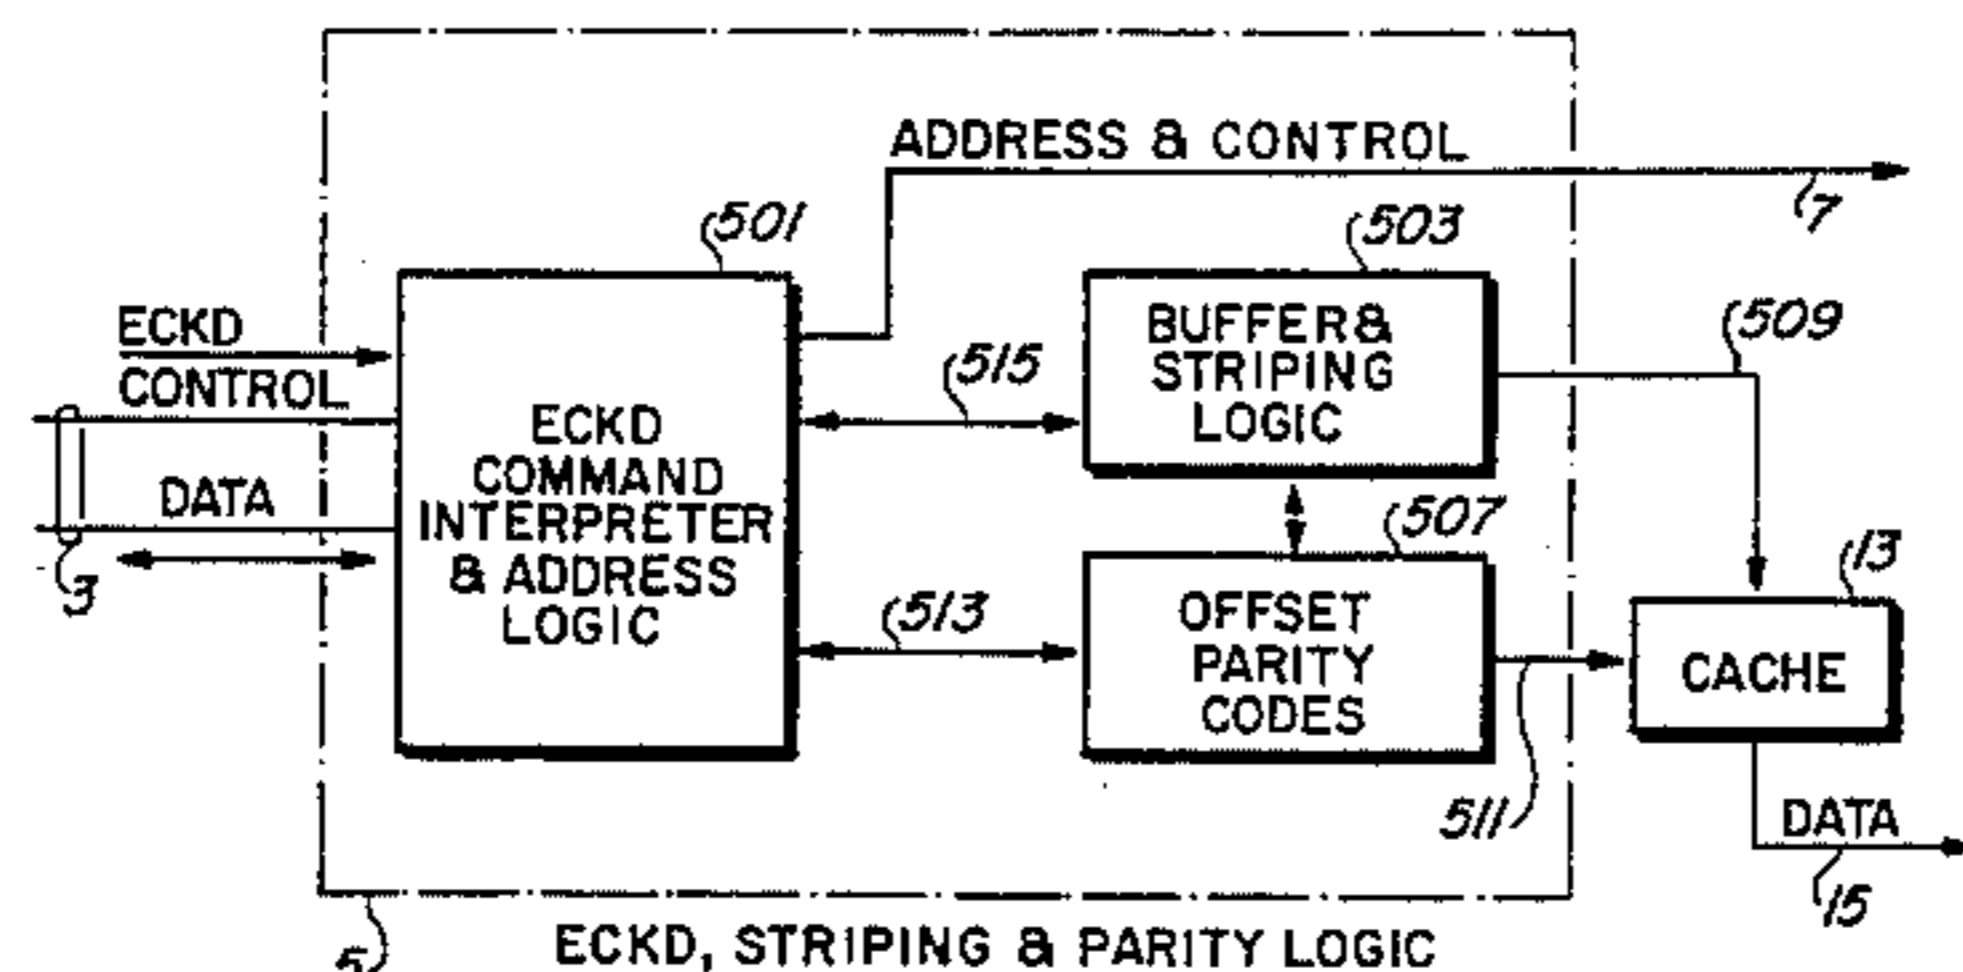 ADDRESS & CONTROL
7
501
503
509
ECKD
CONTROL
DATA
3
ECKD
COMMAND
INTERPRETER
& ADDRESS
LOGIC
515
BUFFER &
STRIPING
LOGIC
507
513
OFFSET
PARITY
CODES
511
13
CACHE
DATA
15
5
ECKD, STRIPING & PARITY LOGIC